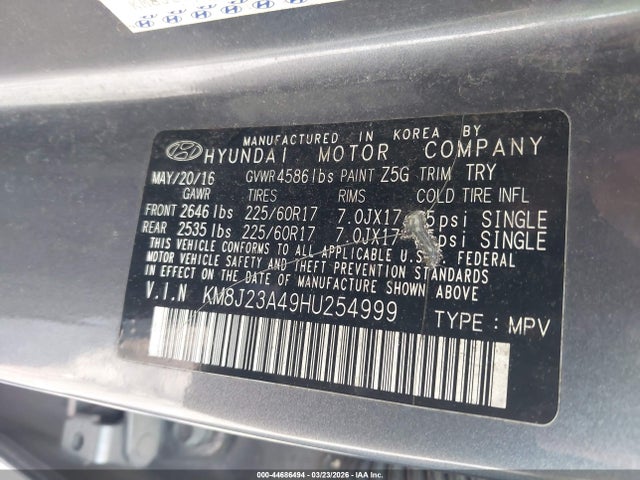 MANUFACTURED IN KOREA BY
HYUNDAI MOTOR COMPANY
MAY/20/16 GVWR 4586 lbs PAINT Z5G TRIM TRY
GAWR TIRES RIMS COLD TIRE INFL
FRONT 2646 lbs 225/60R17 7.0JX17 5psi SINGLE
REAR 2535 lbs 225/60R17 7.0JX17 psi SINGLE
THIS VEHICLE CONFORMS TO ALL APPLICABLE U.S. FEDERAL
MOTOR VEHICLE SAFETY AND THEFT PREVENTION STANDARDS
IN EFFECT ON THE DATE OF MANUFACTURE SHOWN ABOVE
V.I.N KM8J23A49HU254999 TYPE : MPV
000-44686494 | 03/23/2026 | IAAI.COM